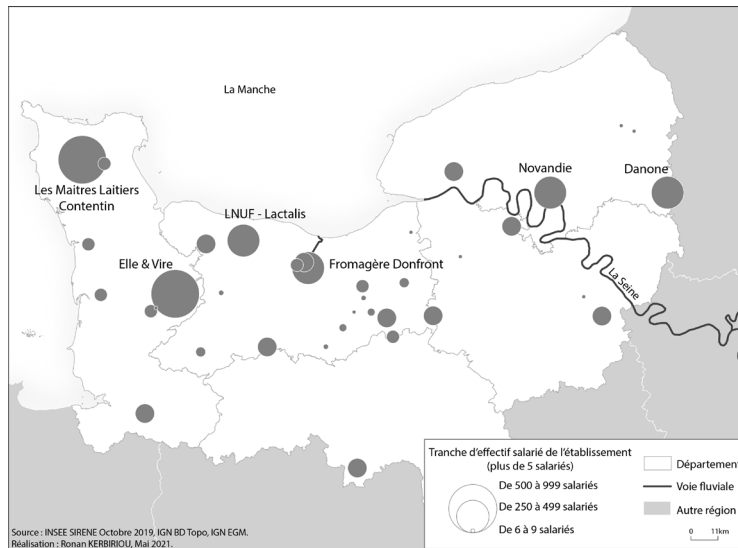 La Manche
Novandie
Danone
Les Maitres Laitiers
Contentin
LNUF - Lactalis
Elle & Vire
Fromagère Donfront
La Seine
Tranche d'effectif salarié de l'établissement
(plus de 5 salariés)
De 500 à 999 salariés
De 250 à 499 salariés
De 6 à 9 salariés
Département
Voie fluviale
Autre région
0 11km
Source : INSEE SIRENE Octobre 2019, IGN BD Topo, IGN EGM.
Réalisation : Ronan KERBIRIOU, Mai 2021.